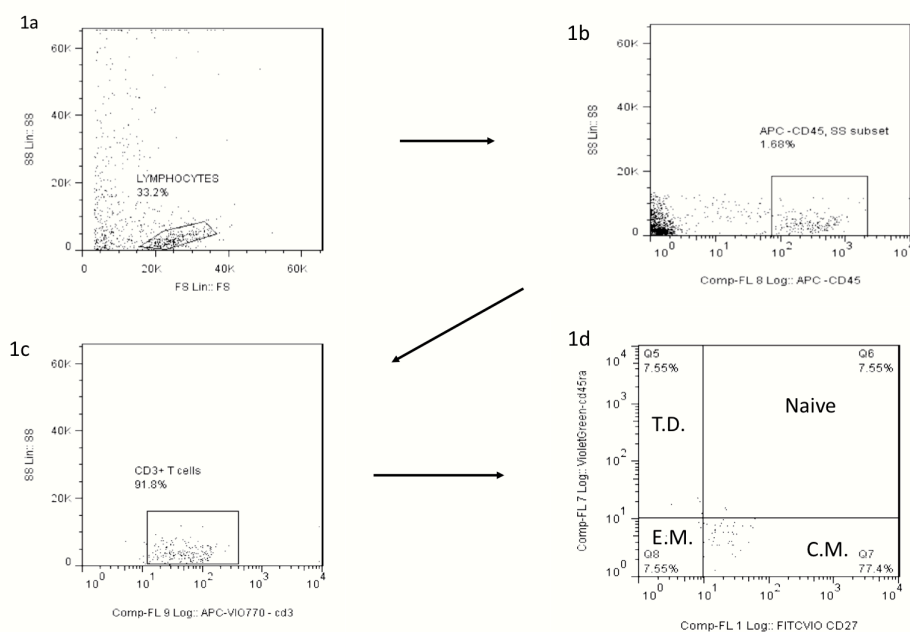 1a
60K
40K
20K
0
SS Lin:: SS
LYMPHOCYTES
33.2%
0
20K
40K
60K
FS Lin:: FS
1b
60K
40K
20K
0
SS Lin:: SS
APC -CD45, SS subset
1.68%
10^0
10^1
10^2
10^3
Comp-FL 8 Log:: APC -CD45
1c
60K
40K
20K
0
SS Lin:: SS
CD3+ T cells
91.8%
10^0
10^1
10^2
10^3
10^4
Comp-FL 9 Log:: APC-VIO770 - cd3
1d
10^4
10^3
10^2
10^1
10^0
Comp-FL 7 Log:: VioletGreen-cd45ra
Q5
7.55%
Q6
7.55%
T.D.
Naive
E.M.
Q8
7.55%
C.M.
Q7
77.4%
10^0
10^1
10^2
10^3
10^4
Comp-FL 1 Log:: FITCVIO CD27